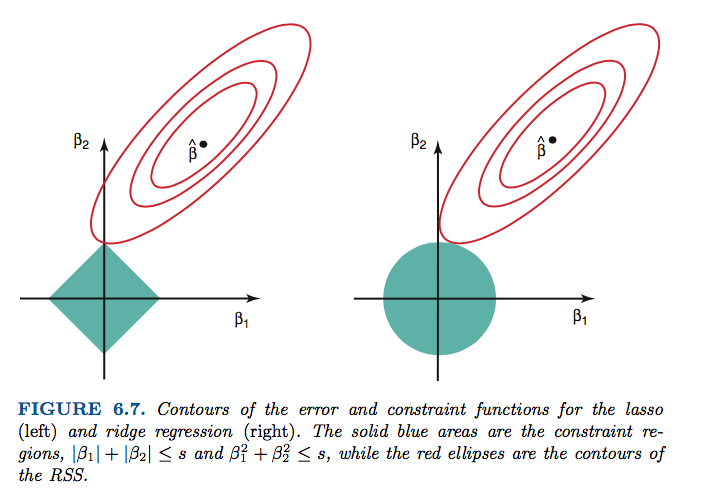 β2
β̂
β1
β2
β̂
β1
FIGURE 6.7. Contours of the error and constraint functions for the lasso
(left) and ridge regression (right). The solid blue areas are the constraint re-
gions, |β1| + |β2| ≤ s and β1² + β2² ≤ s, while the red ellipses are the contours of
the RSS.